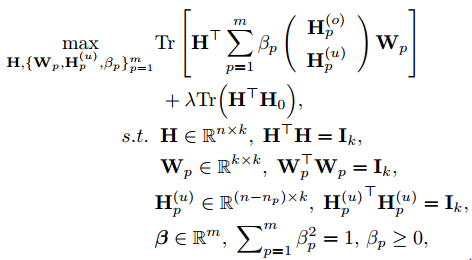 max_{H,{W_p,H_p^{(u)},β_p}_{p=1}^m} Tr [ H^⊤ ∑_{p=1}^m β_p ( H_p^{(o)} H_p^{(u)} ) W_p ]
+ λTr(H^⊤H_0),
s.t. H ∈ ℝ^{n×k}, H^⊤H = I_k,
W_p ∈ ℝ^{k×k}, W_p^⊤W_p = I_k,
H_p^{(u)} ∈ ℝ^{(n−n_p)×k}, H_p^{(u)⊤}H_p^{(u)} = I_k,
β ∈ ℝ^m, ∑_{p=1}^m β_p^2 = 1, β_p ≥ 0,